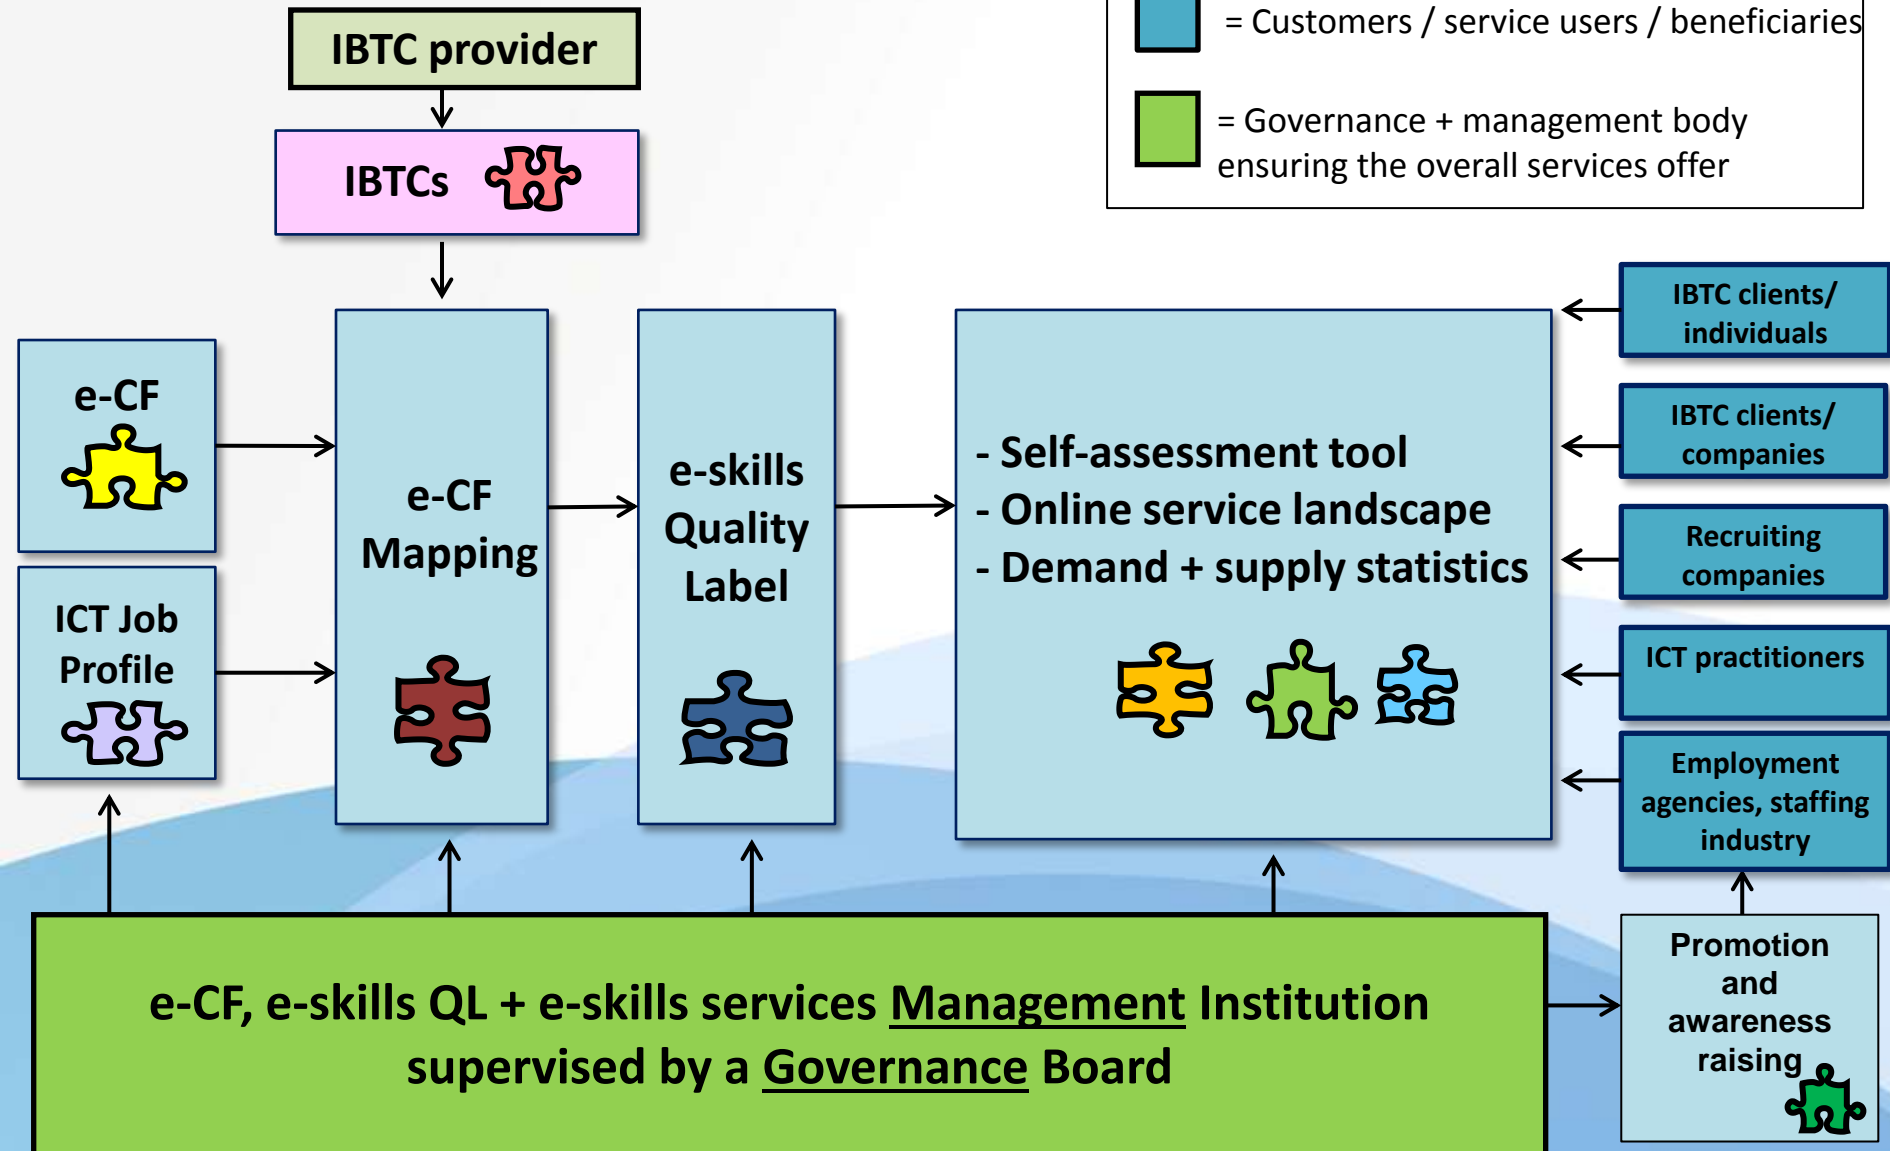 IBTC provider
IBTCs
= Customers / service users / beneficiaries
= Governance + management body
ensuring the overall services offer
e-CF
ICT Job
Profile
e-CF
Mapping
e-skills
Quality
Label
- Self-assessment tool
- Online service landscape
- Demand + supply statistics
IBTC clients/
individuals
IBTC clients/
companies
Recruiting
companies
ICT practitioners
Employment
agencies, staffing
industry
e-CF, e-skills QL + e-skills services Management Institution
supervised by a Governance Board
Promotion
and
awareness
raising